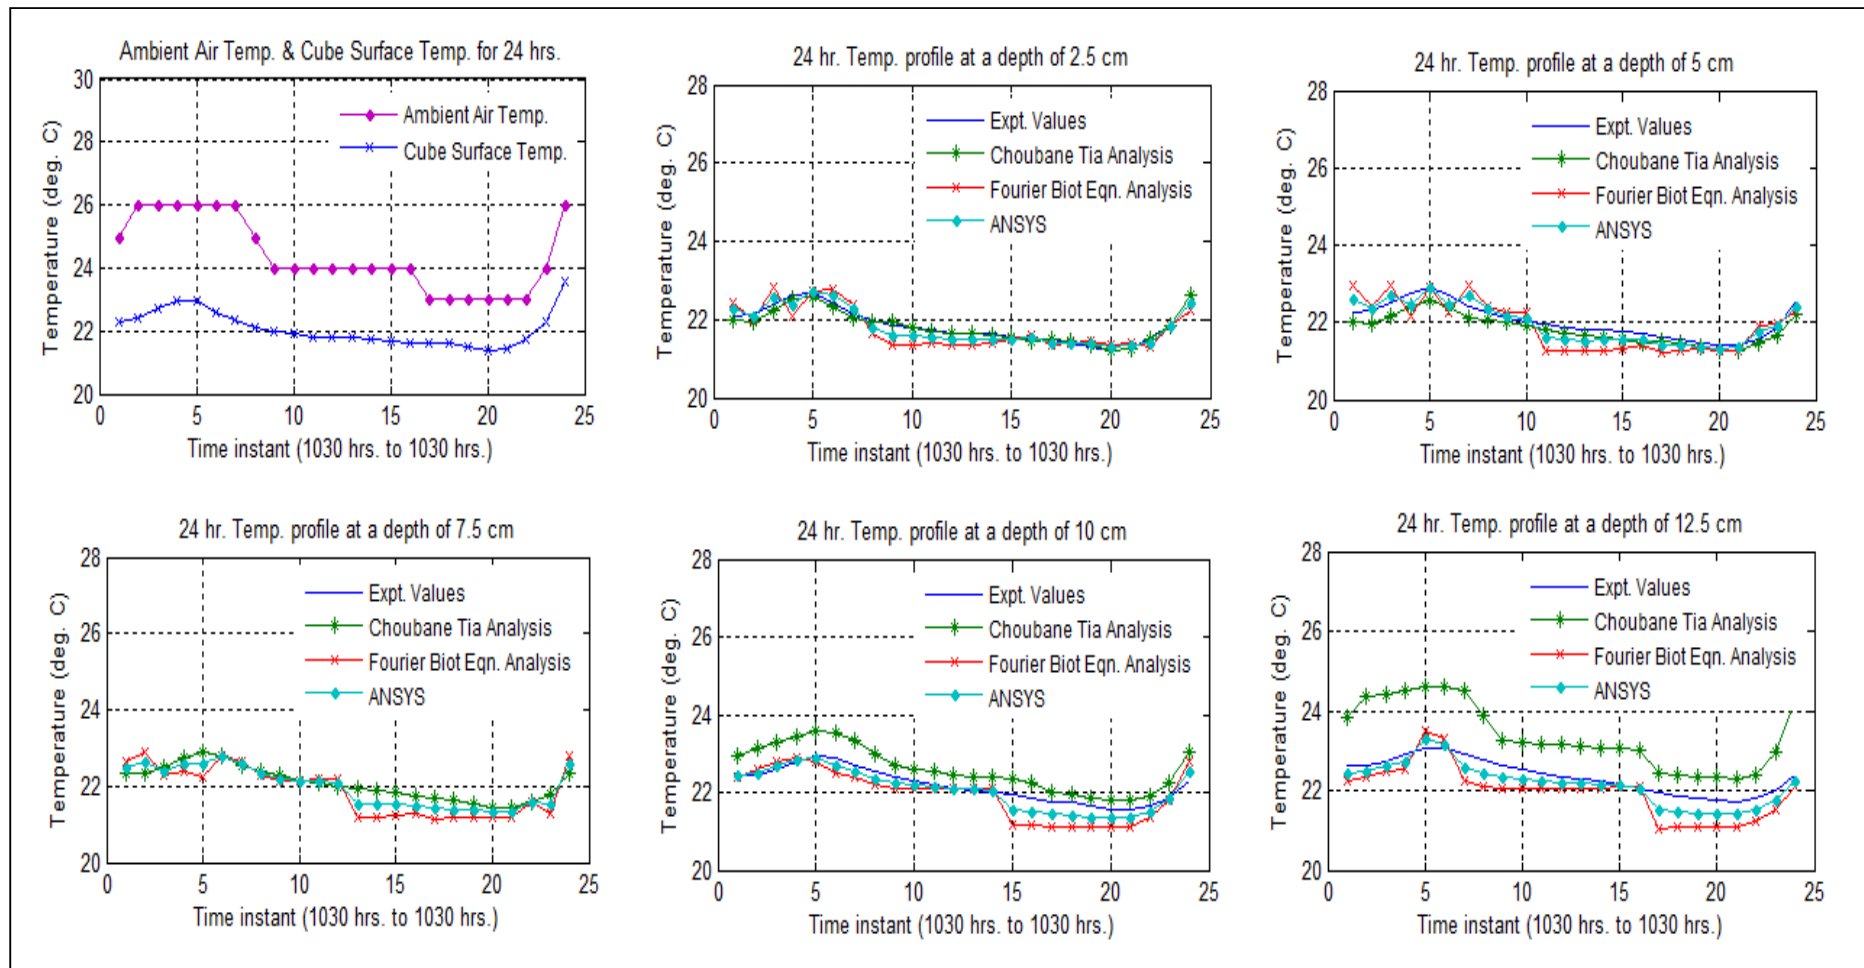 Ambient Air Temp. & Cube Surface Temp. for 24 hrs.
30
28
26
24
22
20
0 5 10 15 20 25
Temperature (deg. C)
Time instant (1030 hrs. to 1030 hrs.)
Ambient Air Temp.
Cube Surface Temp.
24 hr. Temp. profile at a depth of 2.5 cm
28
26
24
22
20
0 5 10 15 20 25
Temperature (deg. C)
Time instant (1030 hrs. to 1030 hrs.)
Expt. Values
Choubane Tia Analysis
Fourier Biot Eqn. Analysis
ANSYS
24 hr. Temp. profile at a depth of 5 cm
28
26
24
22
20
0 5 10 15 20 25
Temperature (deg. C)
Time instant (1030 hrs. to 1030 hrs.)
Expt. Values
Choubane Tia Analysis
Fourier Biot Eqn. Analysis
ANSYS
24 hr. Temp. profile at a depth of 7.5 cm
28
26
24
22
20
0 5 10 15 20 25
Temperature (deg. C)
Time instant (1030 hrs. to 1030 hrs.)
Expt. Values
Choubane Tia Analysis
Fourier Biot Eqn. Analysis
ANSYS
24 hr. Temp. profile at a depth of 10 cm
28
26
24
22
20
0 5 10 15 20 25
Temperature (deg. C)
Time instant (1030 hrs. to 1030 hrs.)
Expt. Values
Choubane Tia Analysis
Fourier Biot Eqn. Analysis
ANSYS
24 hr. Temp. profile at a depth of 12.5 cm
28
26
24
22
20
0 5 10 15 20 25
Temperature (deg. C)
Time instant (1030 hrs. to 1030 hrs.)
Expt. Values
Choubane Tia Analysis
Fourier Biot Eqn. Analysis
ANSYS